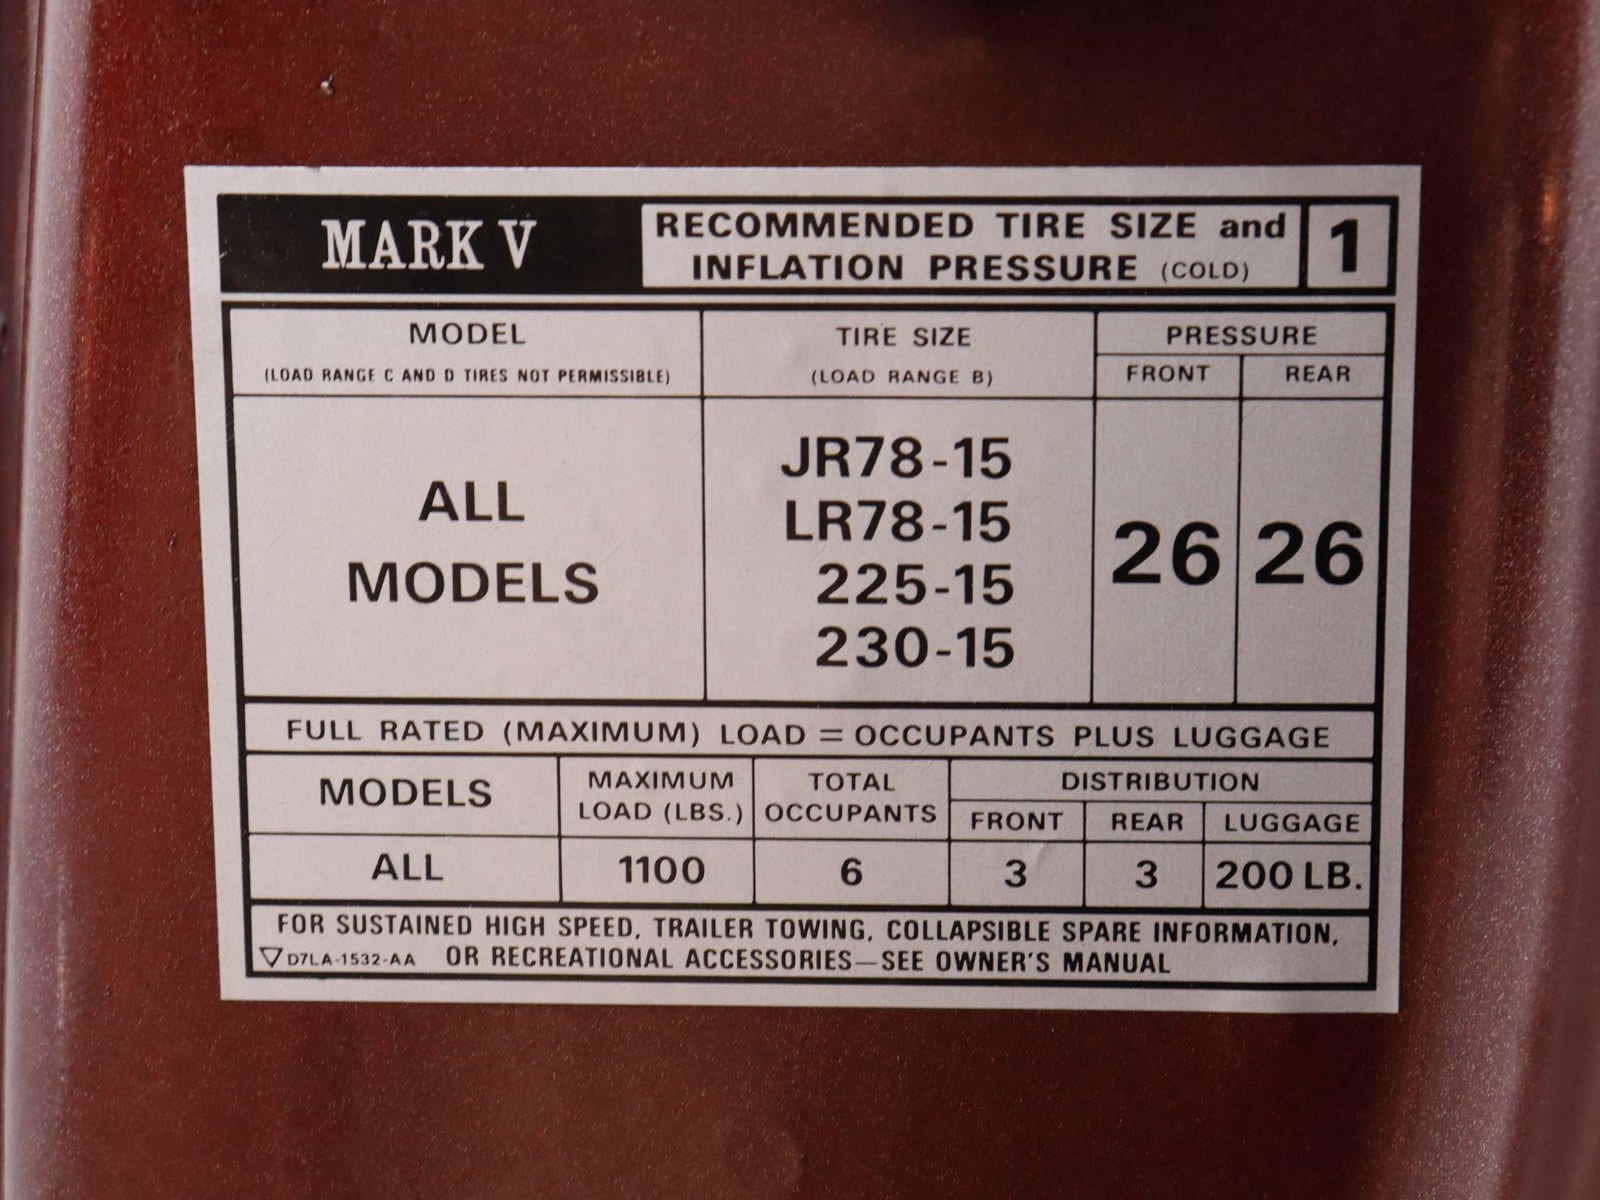 MARK V
RECOMMENDED TIRE SIZE and
INFLATION PRESSURE (COLD)
1
MODEL
(LOAD RANGE C AND D TIRES NOT PERMISSIBLE)
TIRE SIZE
(LOAD RANGE B)
PRESSURE
FRONT REAR
ALL
MODELS
JR78-15
LR78-15
225-15
230-15
26 26
FULL RATED (MAXIMUM) LOAD = OCCUPANTS PLUS LUGGAGE
MODELS
MAXIMUM
LOAD (LBS.)
TOTAL
OCCUPANTS
DISTRIBUTION
FRONT REAR LUGGAGE
ALL 1100 6 3 3 200 LB.
FOR SUSTAINED HIGH SPEED, TRAILER TOWING, COLLAPSIBLE SPARE INFORMATION,
D7LA-1532-AA OR RECREATIONAL ACCESSORIES—SEE OWNER'S MANUAL